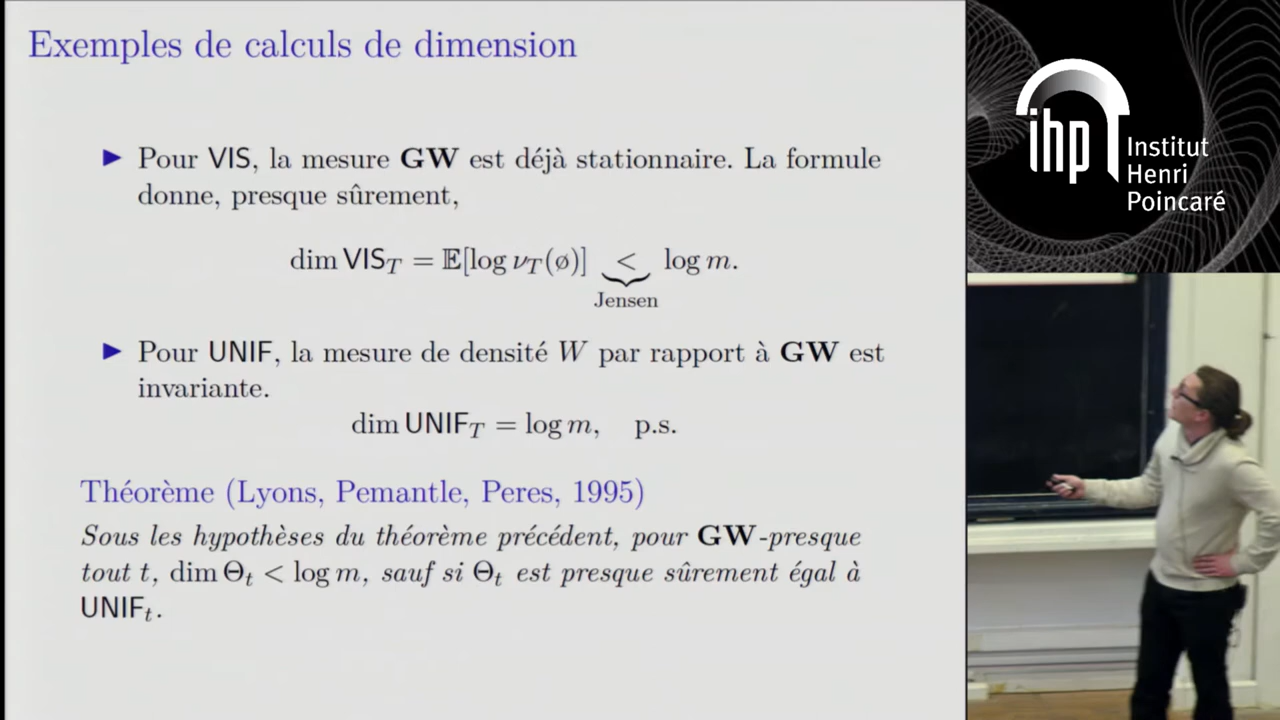 Exemples de calculs de dimension
▶ Pour VIS, la mesure GW est déjà stationnaire. La formule
donne, presque sûrement,
dim VIS_T = 𝔼[log ν_T(ø)] < log m.
Jensen
▶ Pour UNIF, la mesure de densité W par rapport à GW est
invariante.
dim UNIF_T = log m, p.s.
Théorème (Lyons, Pemantle, Peres, 1995)
Sous les hypothèses du théorème précédent, pour GW-presque
tout t, dim Θ_t < log m, sauf si Θ_t est presque sûrement égal à
UNIF_t.
ihp
Institut
Henri
Poincaré